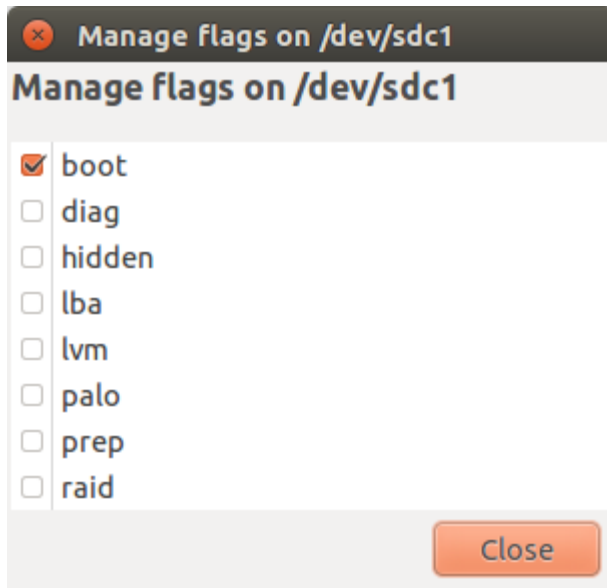 Manage flags on /dev/sdc1
Manage flags on /dev/sdc1
boot
diag
hidden
lba
lvm
palo
prep
raid
Close